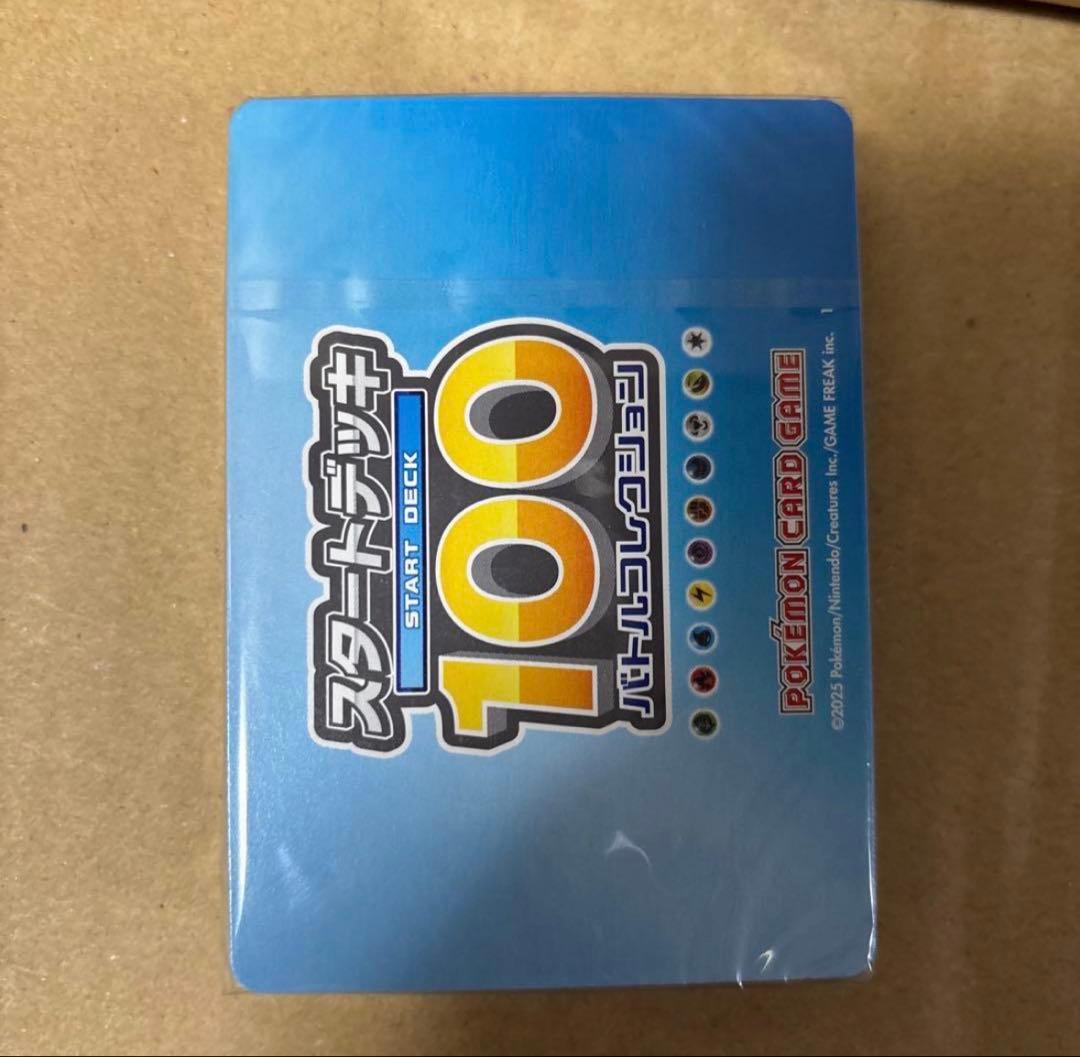 スタートデッキ
START DECK
100
バトルコレクション
POKÉMON CARD GAME
©2025 Pokémon/Nintendo/Creatures Inc./GAME FREAK inc. 1